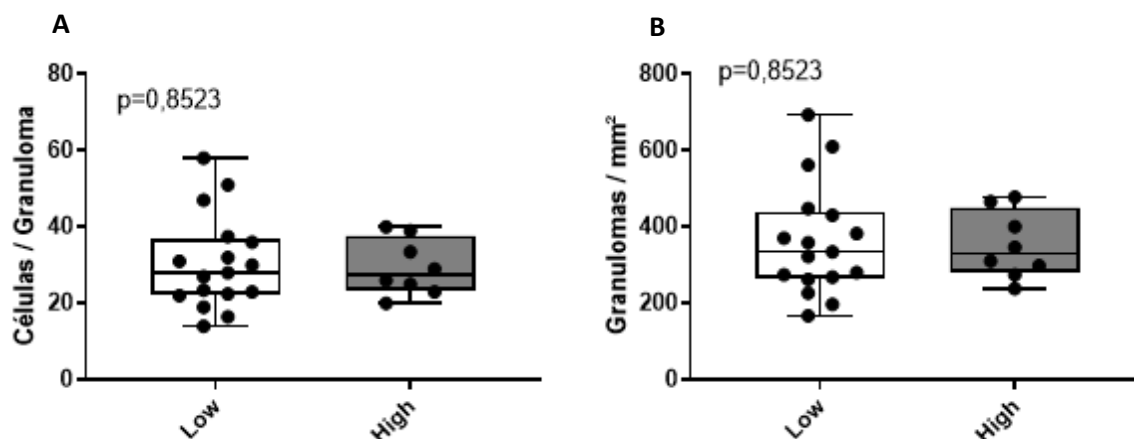 A
Células / Granuloma
80
60
40
20
0
p=0,8523
Low
High
B
Granulomas / mm²
800
600
400
200
0
p=0,8523
Low
High